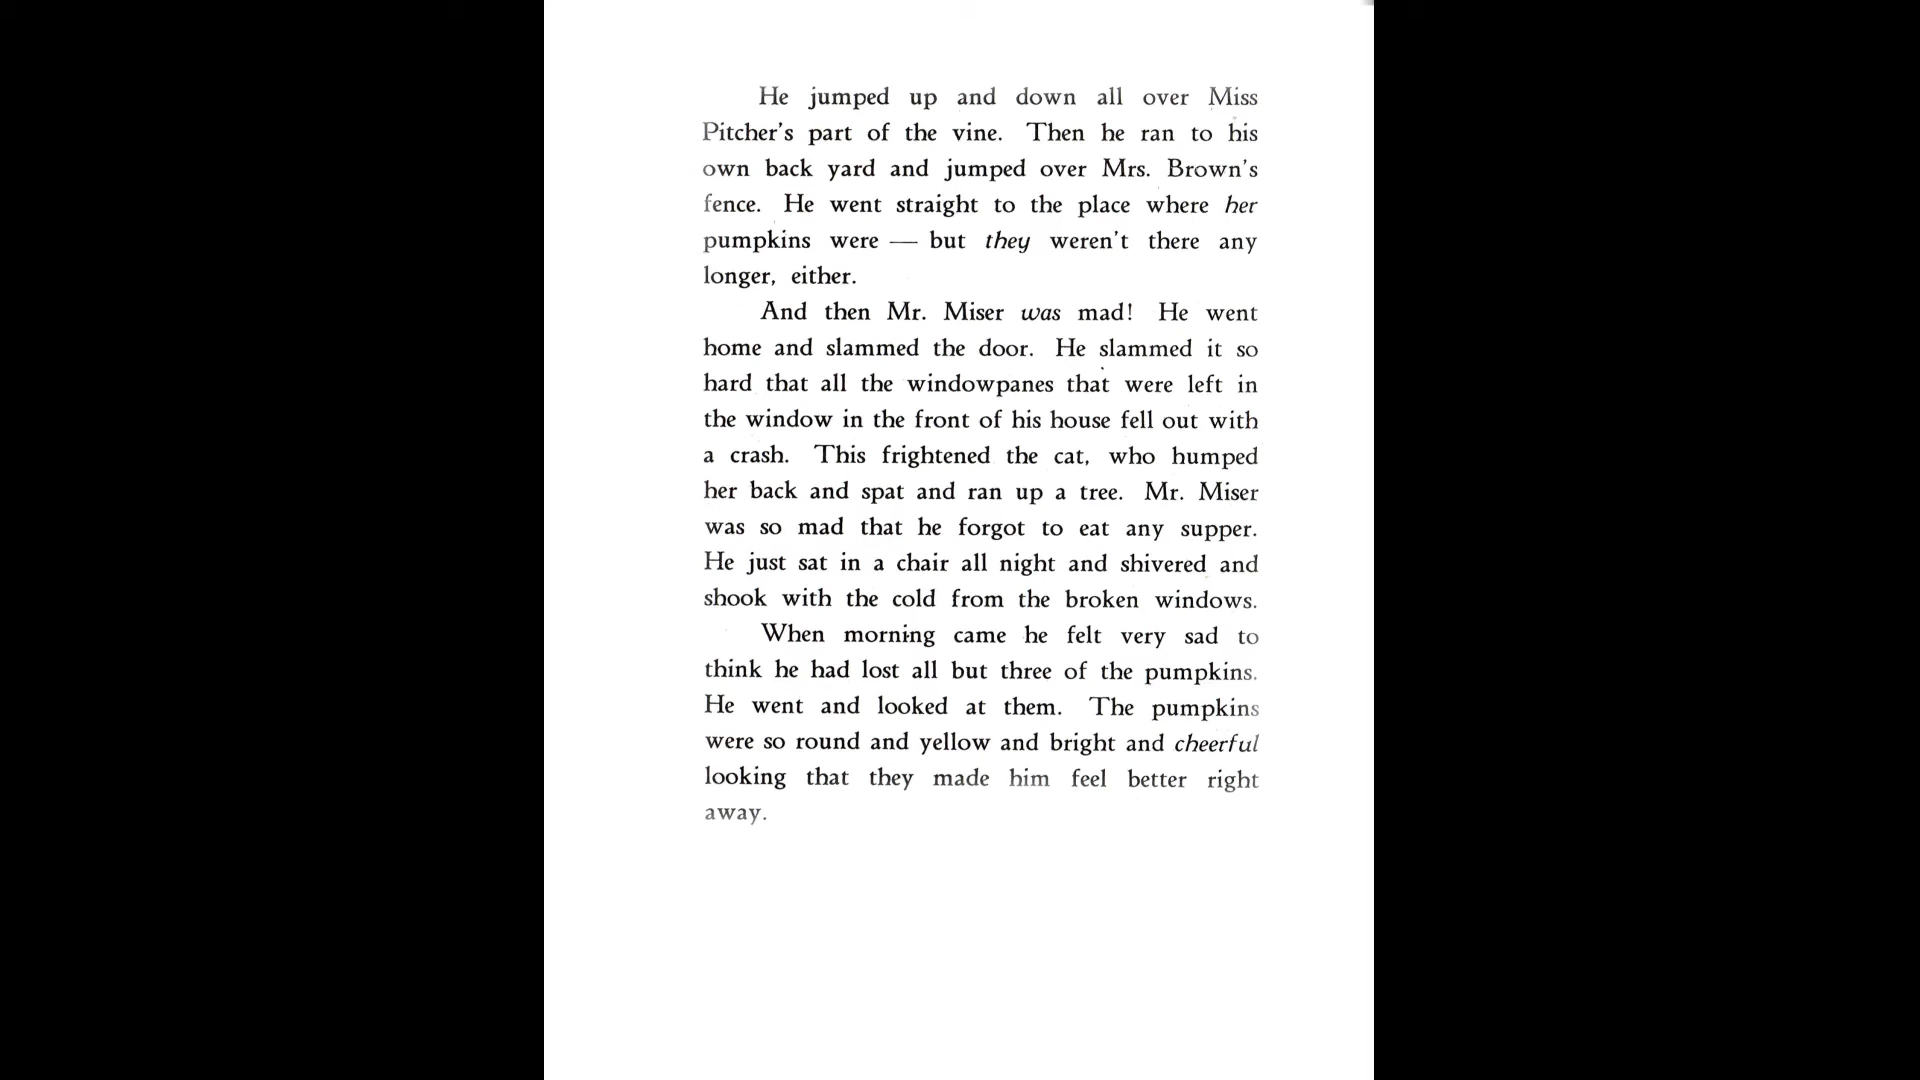 He jumped up and down all over Miss
Pitcher's part of the vine. Then he ran to his
own back yard and jumped over Mrs. Brown's
fence. He went straight to the place where her
pumpkins were — but they weren't there any
longer, either.
And then Mr. Miser was mad! He went
home and slammed the door. He slammed it so
hard that all the windowpanes that were left in
the window in the front of his house fell out with
a crash. This frightened the cat, who humped
her back and spat and ran up a tree. Mr. Miser
was so mad that he forgot to eat any supper.
He just sat in a chair all night and shivered and
shook with the cold from the broken windows.
When morning came he felt very sad to
think he had lost all but three of the pumpkins.
He went and looked at them. The pumpkins
were so round and yellow and bright and cheerful
looking that they made him feel better right
away.